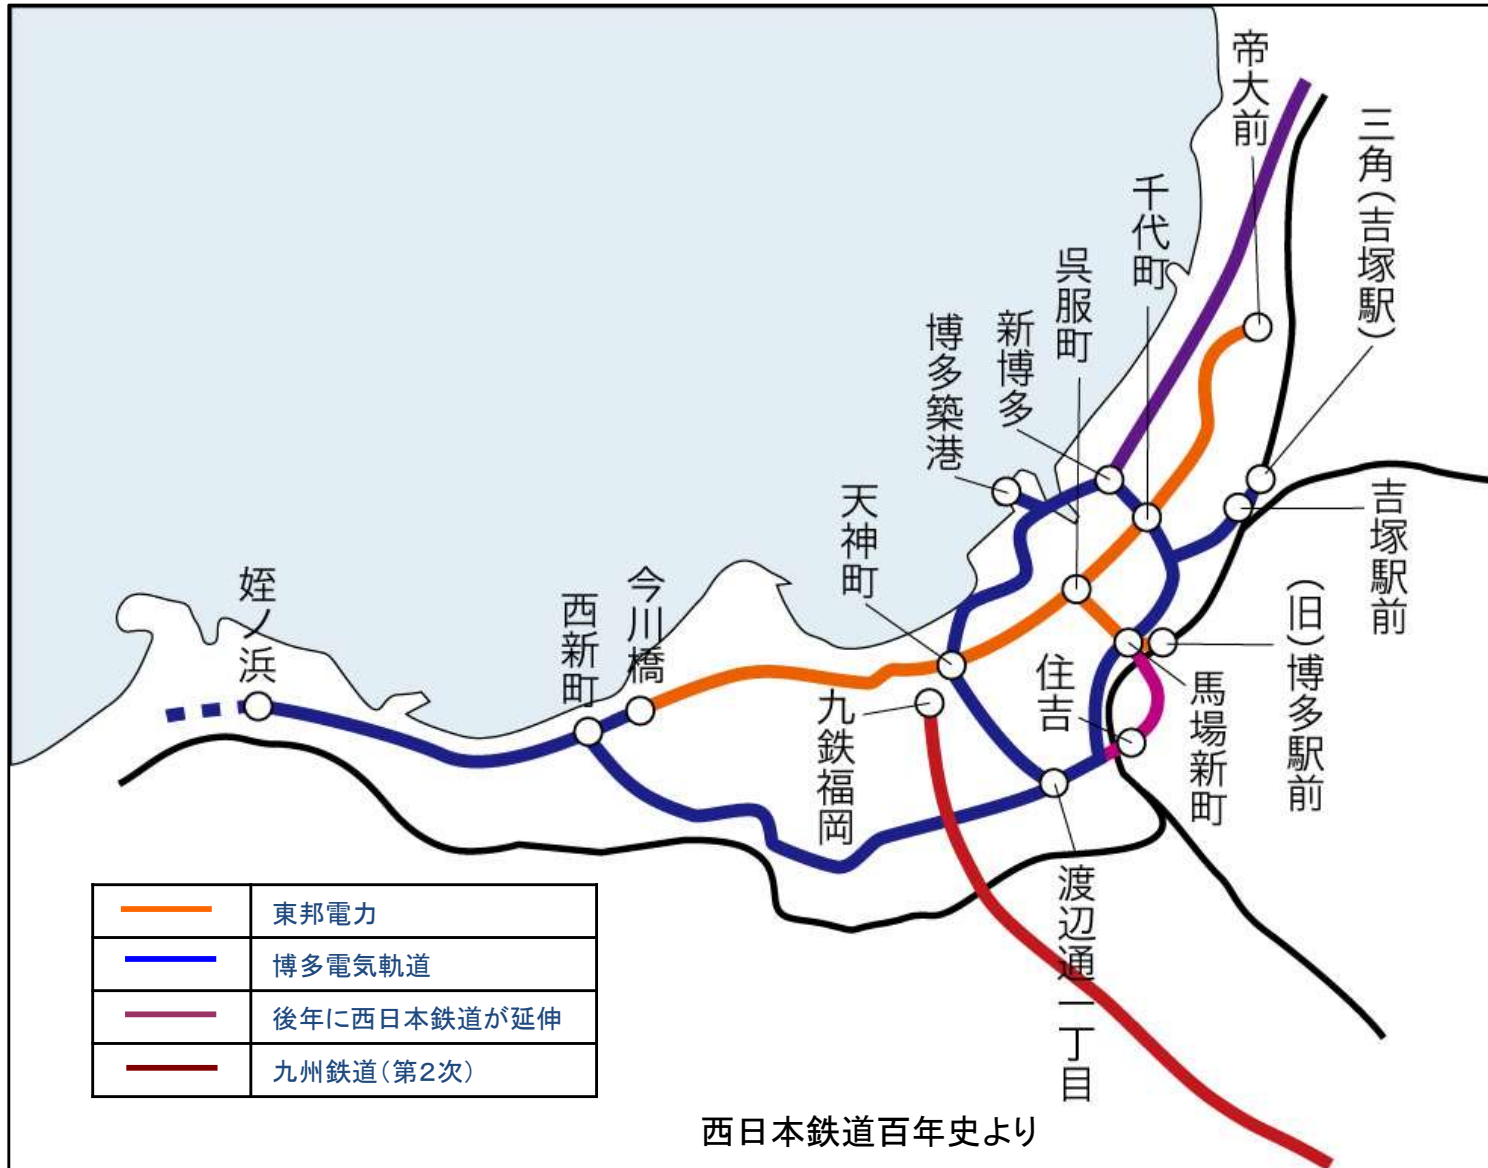 帝大前
三角(吉塚駅)
千代町
呉服町
新博多
博多築港
天神町
吉塚駅前
姪ノ浜
西新町
今川橋
(旧)博多駅前
住吉
馬場新町
九鉄福岡
渡辺通一丁目
東邦電力
博多電気軌道
後年に西日本鉄道が延伸
九州鉄道(第2次)
西日本鉄道百年史より